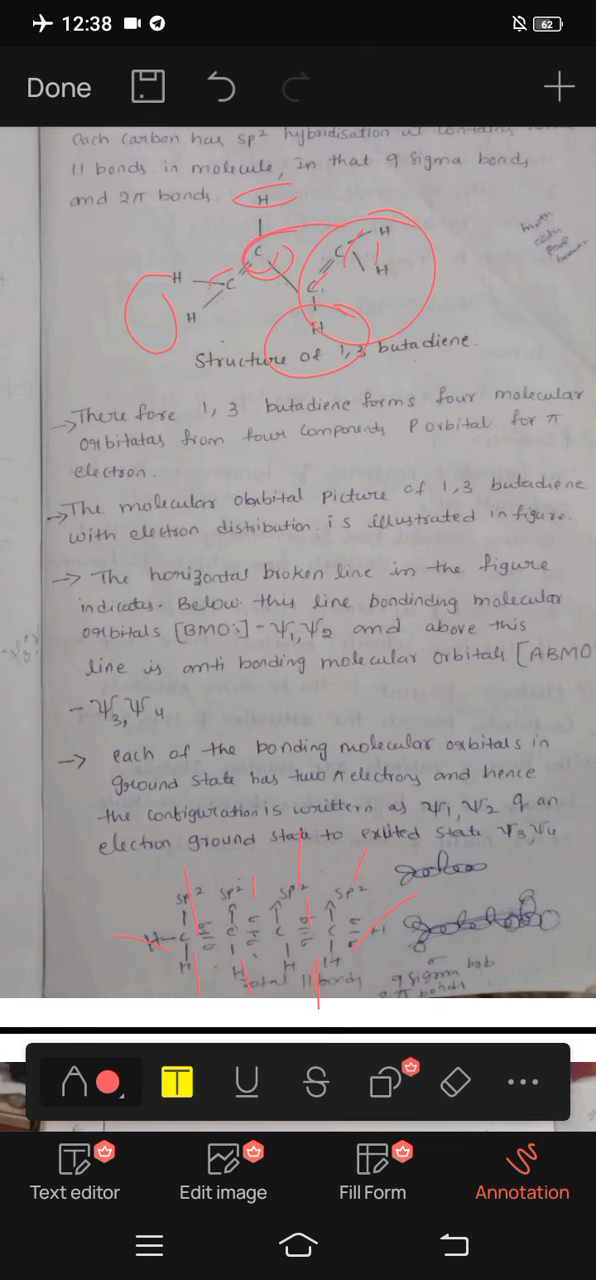 12:38
62
Done
Each Carbon has sp² hybridisation
11 bonds in molecule, In that 9 Sigma bonds
and 2π bonds.
H
C
C
H
H
C
H
C.
H
H
Structure of 1,3 butadiene.
→ There fore 1, 3 butadiene forms four molecular
from four components P orbital for π
electron.
→ The molecular Picture of 1,3 butadiene
with electron distribution. is illustrated in figure.
→ The horizontal broken line in the figure
indicates. Below this line bondinding molecular
orbitals [BMO's] - ψ1, ψ2 and above this
line is anti bonding molecular orbitals [ABMO
- ψ3, ψ4
→ each of the bonding molecular orbitals in
ground state has two π electrons and hence
the configuration is writtern as ψ1, ψ2 of an
electron ground state to exited state ψ3, ψ4
sp² sp² sp² sp²
H-C C C C H
H H H H
Total 11 bonds
9 Sigma bob
π bonds
T U S
Text editor
Edit image
Fill Form
Annotation